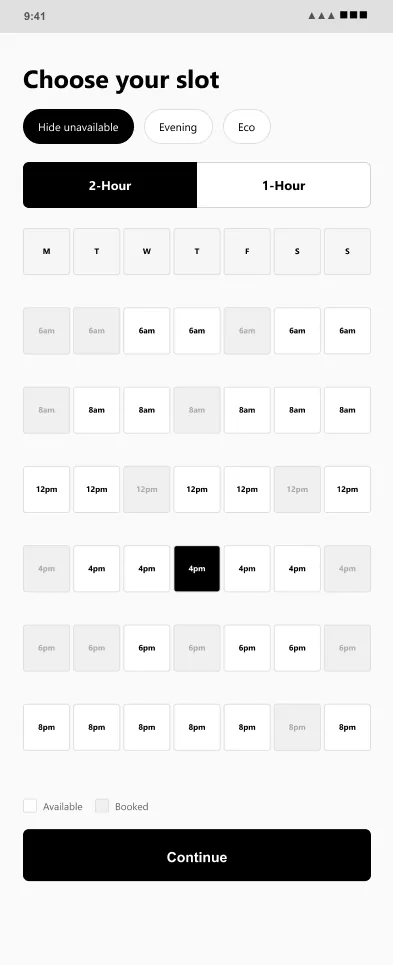 9:41
Choose your slot
Hide unavailable Evening Eco
2-Hour 1-Hour
M T W T F S S
6am 6am 6am 6am 6am 6am 6am
8am 8am 8am 8am 8am 8am 8am
12pm 12pm 12pm 12pm 12pm 12pm 12pm
4pm 4pm 4pm 4pm 4pm 4pm 4pm
6pm 6pm 6pm 6pm 6pm 6pm 6pm
8pm 8pm 8pm 8pm 8pm 8pm 8pm
Available Booked
Continue